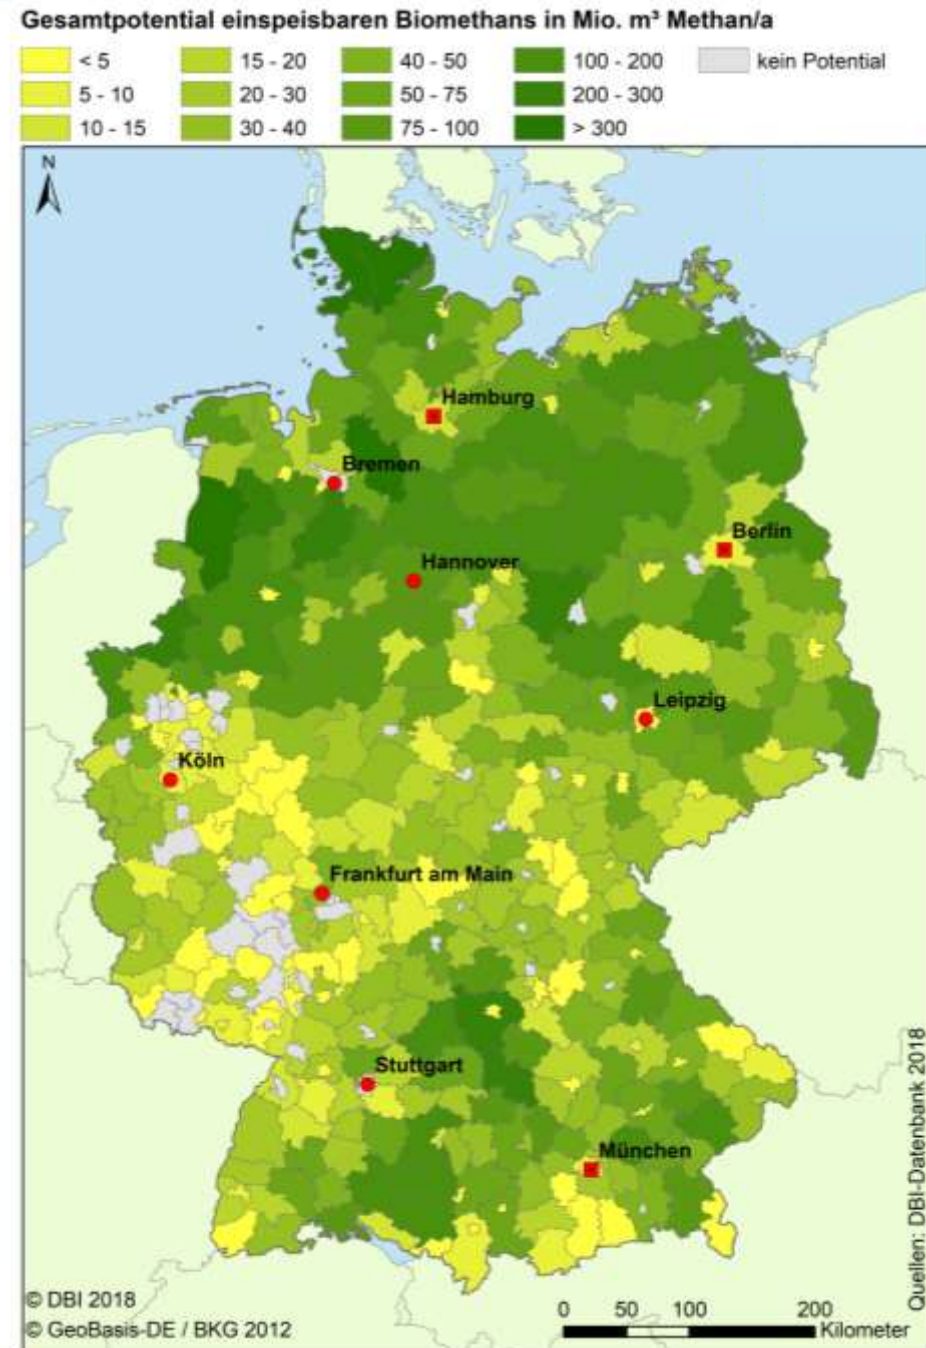 Gesamtpotential einspeisbaren Biomethans in Mio. m³ Methan/a
< 5
15 - 20
40 - 50
100 - 200
kein Potential
5 - 10
20 - 30
50 - 75
200 - 300
10 - 15
30 - 40
75 - 100
> 300
N
Hamburg
Bremen
Berlin
Hannover
Leipzig
Köln
Frankfurt am Main
Stuttgart
München
Quellen: DBI-Datenbank 2018
© DBI 2018
© GeoBasis-DE / BKG 2012
0 50 100 200
Kilometer